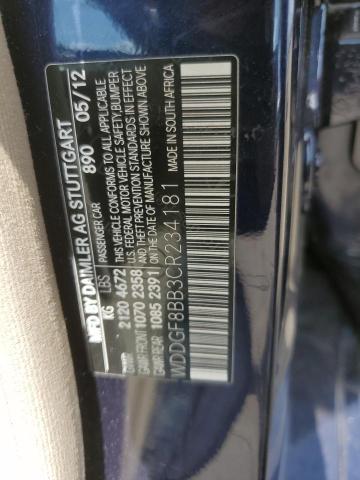 MFD BY DAIMLER AG STUTTGART
890 05/12
PASSENGER CAR
KG LBS
GVWR 2120 4672
GAWR FRONT 1070 2358
GAWR REAR 1085 2391
THIS VEHICLE CONFORMS TO ALL APPLICABLE
U.S. FEDERAL MOTOR VEHICLE SAFETY, BUMPER
AND THEFT PREVENTION STANDARDS IN EFFECT
ON THE DATE OF MANUFACTURE SHOWN ABOVE
MADE IN SOUTH AFRICA
WDDGF8BB3CR234181